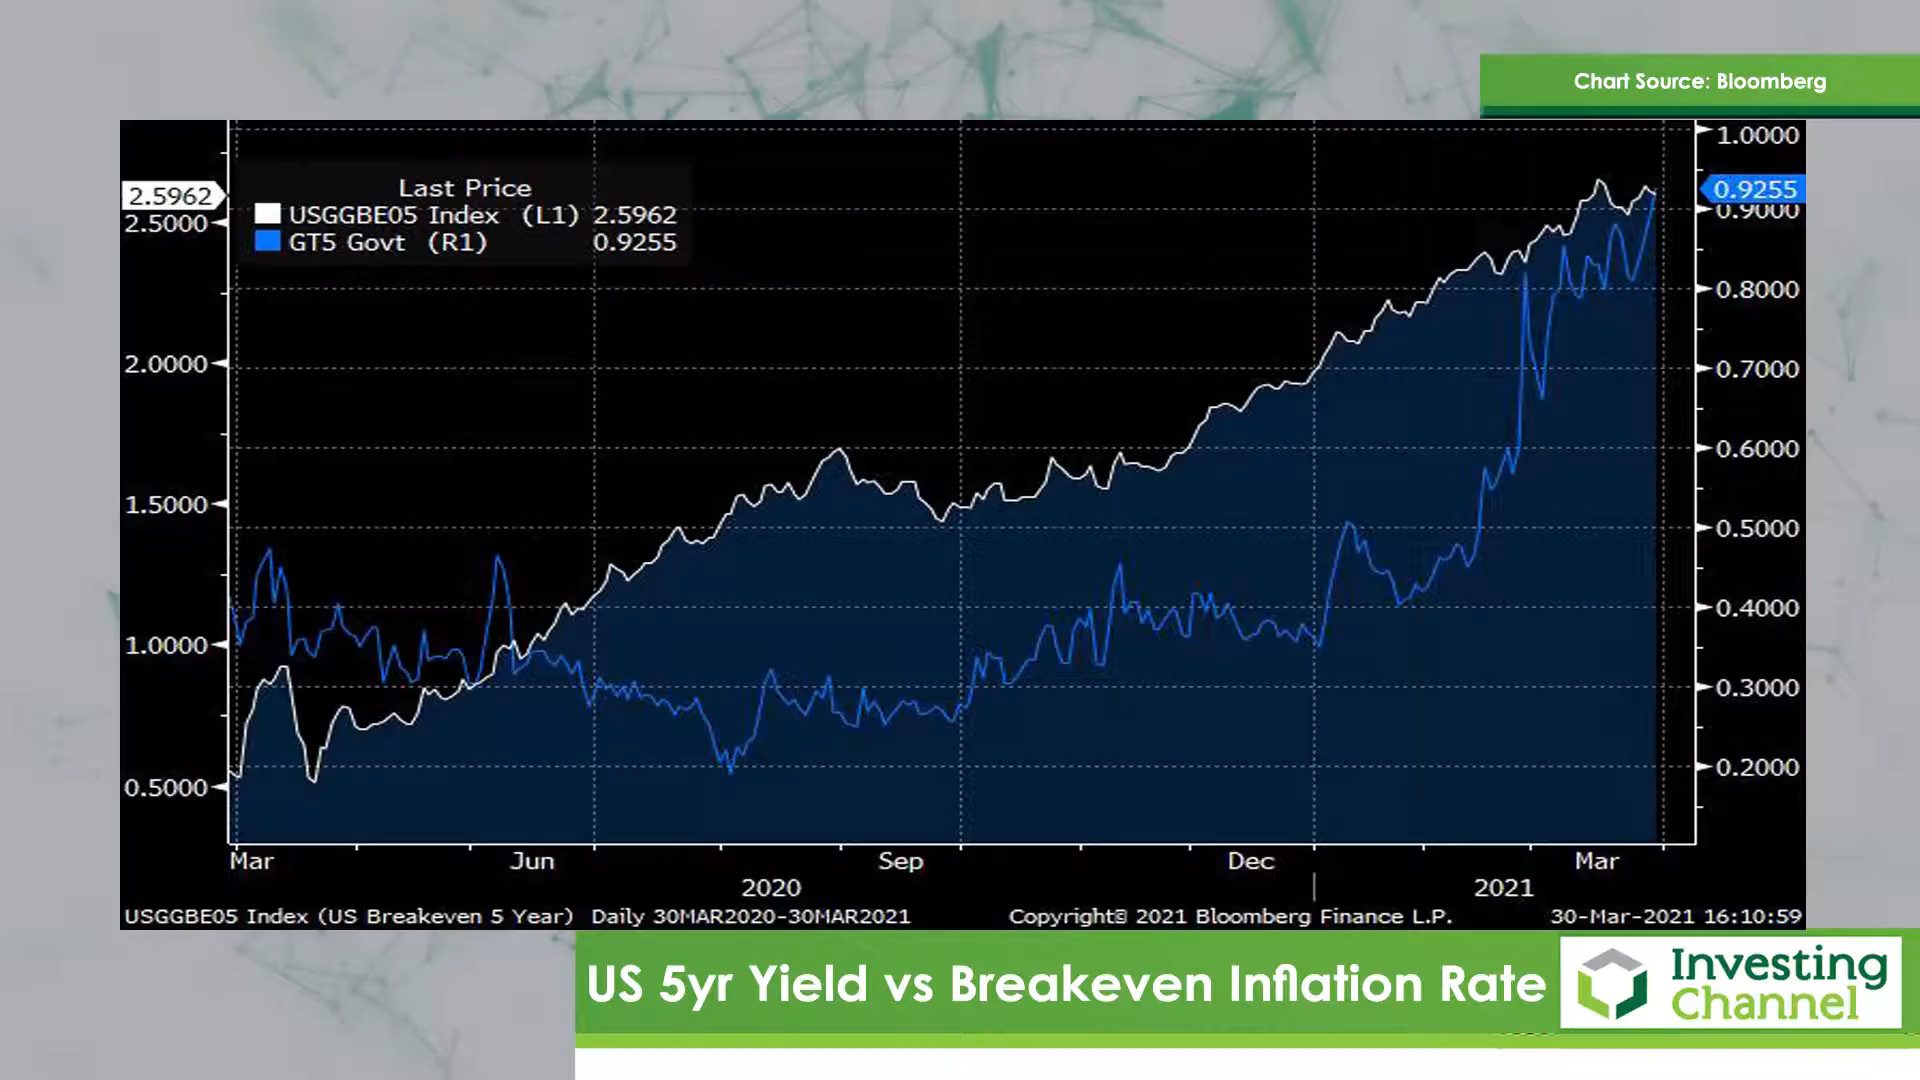 Chart Source: Bloomberg
Last Price
USGGBE05 Index (L1) 2.5962
GT5 Govt (R1) 0.9255
2.5962
2.5000
2.0000
1.5000
1.0000
0.5000
1.0000
0.9255
0.9000
0.8000
0.7000
0.6000
0.5000
0.4000
0.3000
0.2000
Mar Jun Sep Dec Mar
2020 2021
USGGBE05 Index (US Breakeven 5 Year) Daily 30MAR2020-30MAR2021 Copyright© 2021 Bloomberg Finance L.P. 30-Mar-2021 16:10:59
US 5yr Yield vs Breakeven Inflation Rate
Investing
Channel